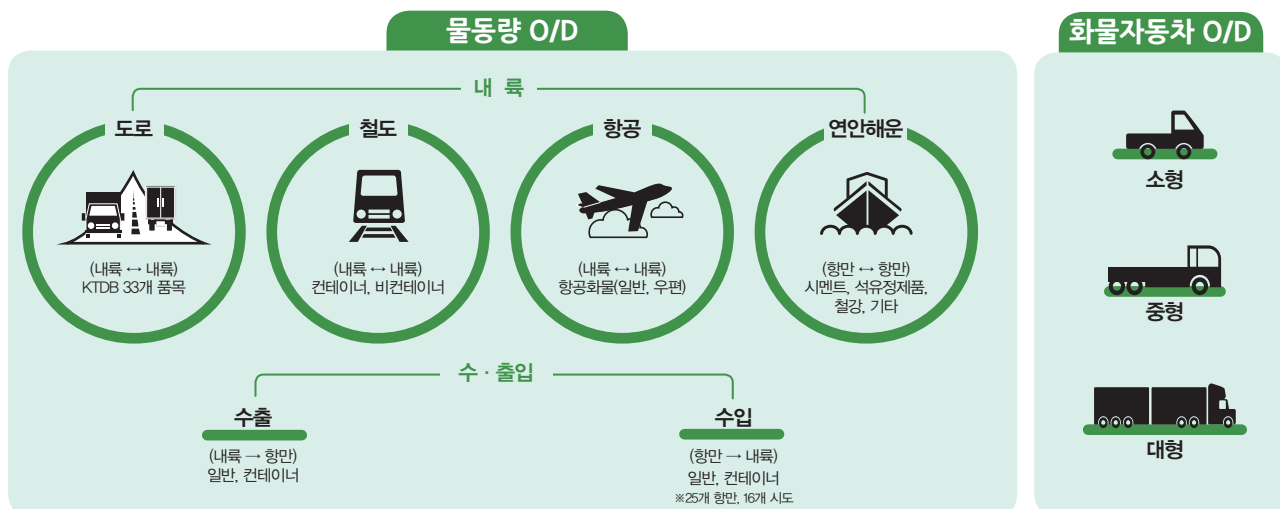 물동량 O/D
내 륙
도로
(내륙 ↔ 내륙)
KTDB 33개 품목
철도
(내륙 ↔ 내륙)
컨테이너, 비컨테이너
항공
(내륙 ↔ 내륙)
항공화물(일반, 우편)
연안해운
(항만 ↔ 항만)
시멘트, 석유정제품,
철강, 기타
수 · 출입
수출
(내륙 → 항만)
일반, 컨테이너
수입
(항만 → 내륙)
일반, 컨테이너
※25개 항만, 16개 시도
화물자동차 O/D
소형
중형
대형